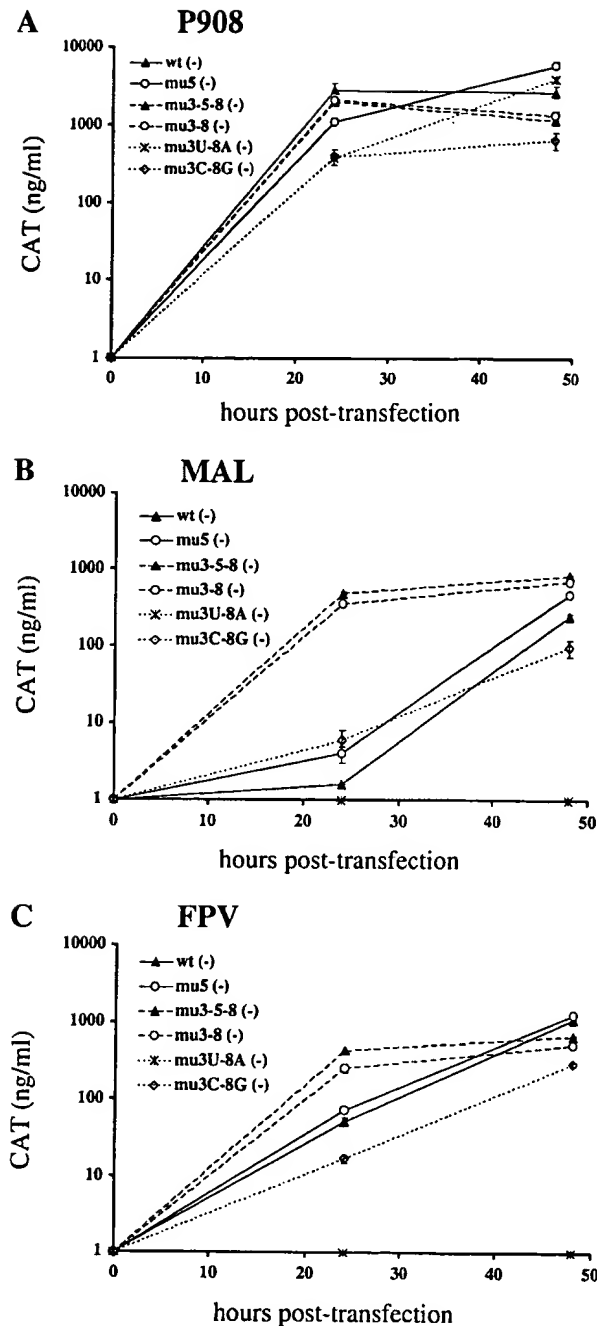 A P908
10000
1000
100
10
1
CAT (ng/ml)
wt (-)
mu5 (-)
mu3-5-8 (-)
mu3-8 (-)
mu3U-8A (-)
mu3C-8G (-)
0 10 20 30 40 50
hours post-transfection
B MAL
10000
1000
100
10
1
CAT (ng/ml)
wt (-)
mu5 (-)
mu3-5-8 (-)
mu3-8 (-)
mu3U-8A (-)
mu3C-8G (-)
0 10 20 30 40 50
hours post-transfection
C FPV
10000
1000
100
10
1
CAT (ng/ml)
wt (-)
mu5 (-)
mu3-5-8 (-)
mu3-8 (-)
mu3U-8A (-)
mu3C-8G (-)
0 10 20 30 40 50
hours post-transfection